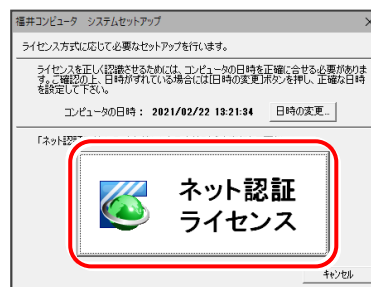 福井コンピュータ システムセットアップ
ライセンス方式に応じて必要なセットアップを行います。
ライセンスを正しく認識させるためには、コンピュータの日時を正確に合せる必要がありま
す。ご確認の上、日時がずれている場合には[日時の変更]ボタンを押し、正確な日時
を設定して下さい。
コンピュータの日時： 2021/02/22 13:21:34 日時の変更...
「ネット認証
ネット認証
ライセンス
キャンセル